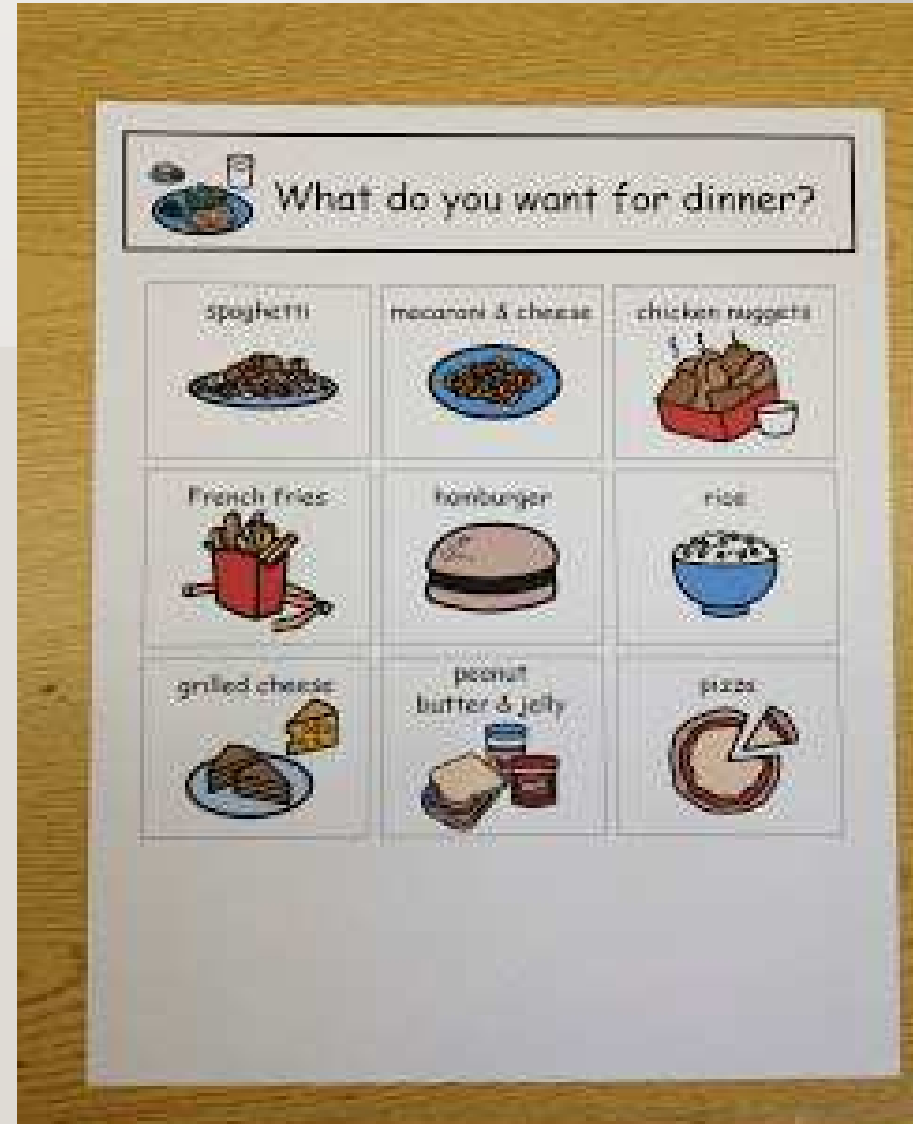 What do you want for dinner?
spaghetti
macaroni & cheese
chicken nuggets
French fries
hamburger
rice
grilled cheese
peanut
butter & jelly
pizza